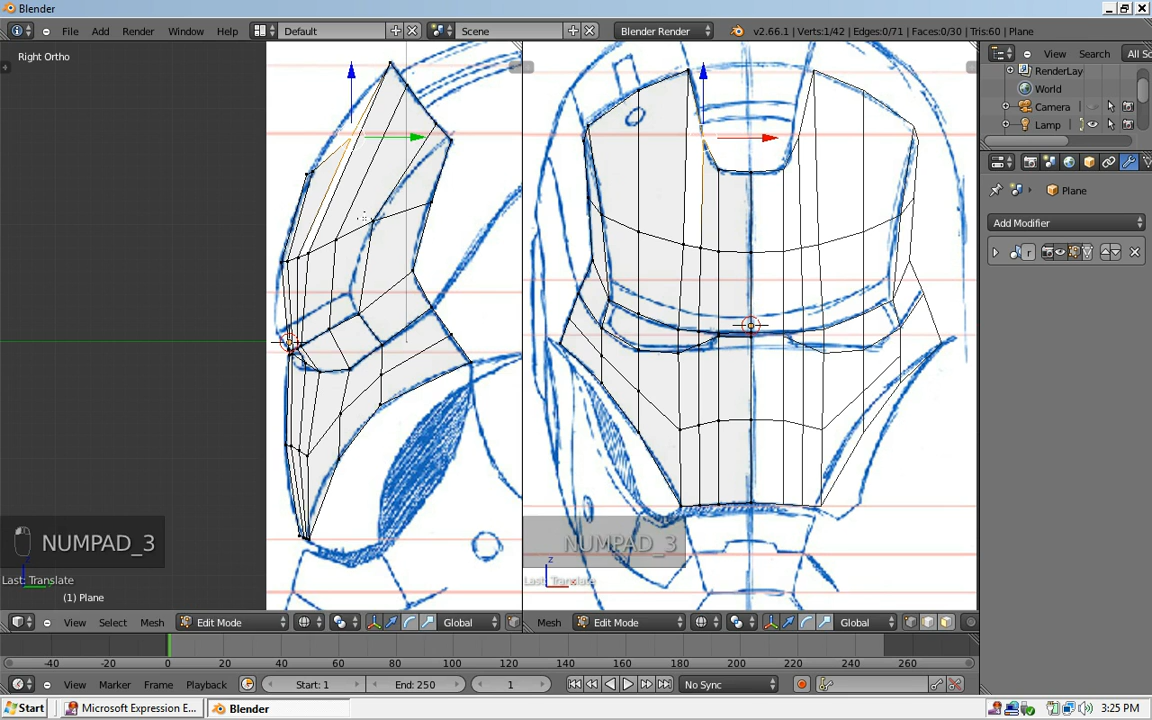 Blender
File Add Render Window Help Default Scene Blender Render v2.66.1 | Verts:1/42 | Edges:0/71 | Faces:0/30 | Tris:60 | Plane
Right Ortho
View Search All Sc
RenderLay
World
Camera
Lamp
Plane
Add Modifier
r
NUMPAD_3
NUMPAD_3
Last: Translate
Last: Translate
(1) Plane
z
View Select Mesh Edit Mode Global
Mesh Edit Mode Global
-40 -20 0 20 40 60 80 100 120 140 160 180 200 220 240 260
View Marker Frame Playback Start: 1 End: 250 1 No Sync
Start Microsoft Expression E... Blender 3:25 PM